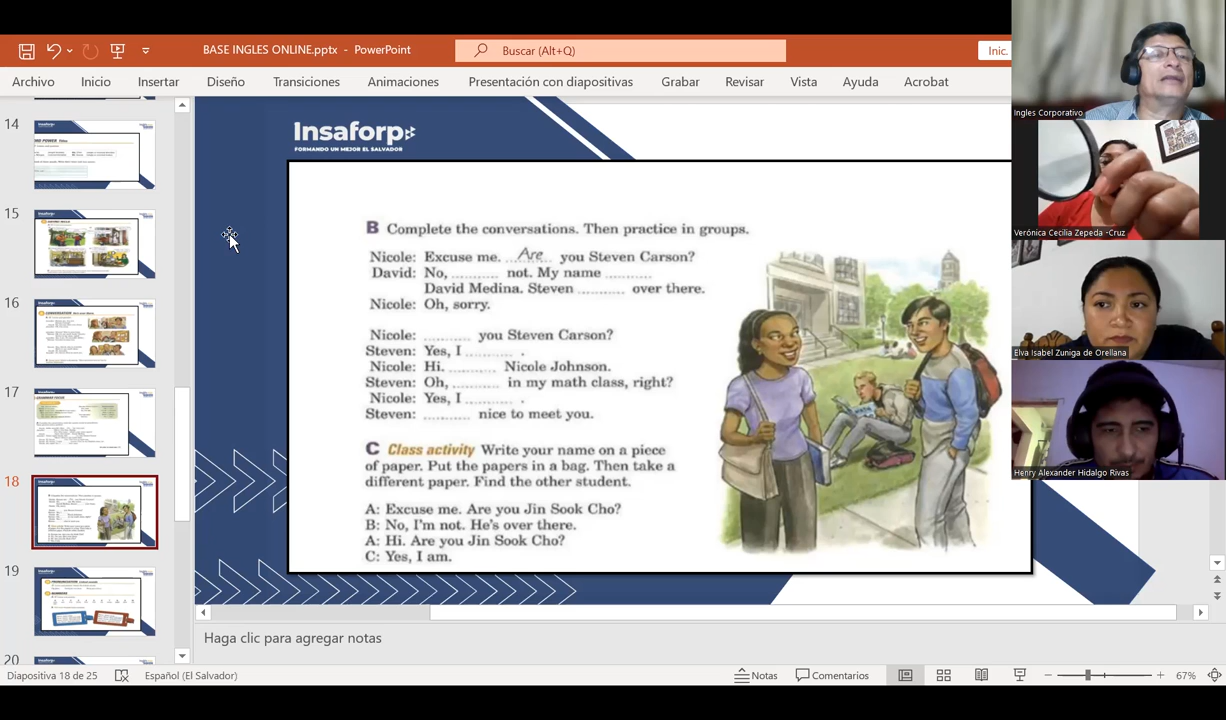 BASE INGLES ONLINE.pptx - PowerPoint
Buscar (Alt+Q)
Inic.
Archivo Inicio Insertar Diseño Transiciones Animaciones Presentación con diapositivas Grabar Revisar Vista Ayuda Acrobat
Ingles Corporativo
Verónica Cecilia Zepeda -Cruz
Elva Isabel Zuniga de Orellana
Henry Alexander Hidalgo Rivas
14
15
16
17
18
19
20
Insaforp
FORMANDO UN MEJOR EL SALVADOR
B Complete the conversations. Then practice in groups.
Nicole: Excuse me. Are you Steven Carson?
David: No, .......... not. My name ..........
David Medina. Steven .......... over there.
Nicole: Oh, sorry.
Nicole: .......... you Steven Carson?
Steven: Yes, I .......... .
Nicole: Hi. .......... Nicole Johnson.
Steven: Oh, .......... in my math class, right?
Nicole: Yes, I .......... .
Steven: .......... nice to meet you.
C Class activity Write your name on a piece
of paper. Put the papers in a bag. Then take a
different paper. Find the other student.
A: Excuse me. Are you Jin Sook Cho?
B: No, I'm not. He's over there.
A: Hi. Are you Jin Sook Cho?
C: Yes, I am.
Haga clic para agregar notas
Diapositiva 18 de 25 Español (El Salvador) Notas Comentarios 67%